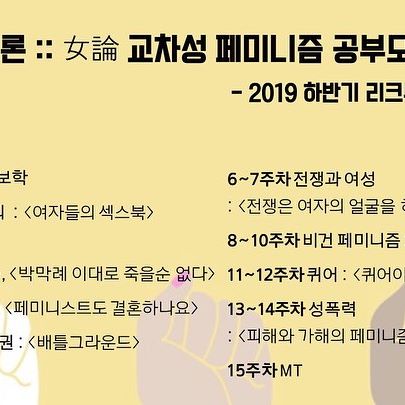 론 :: 女論 교차성 페미니즘 공부모
- 2019 하반기 리크
보학
: <여자들의 섹스북>
, <박막례 이대로 죽을순 없다>
<페미니스트도 결혼하나요>
권 : <배틀그라운드>
6~7주차 전쟁과 여성
: <전쟁은 여자의 얼굴을
8~10주차 비건 페미니즘
11~12주차 퀴어 : <퀴어이
13~14주차 성폭력
: <피해와 가해의 페미니즘
15주차 MT